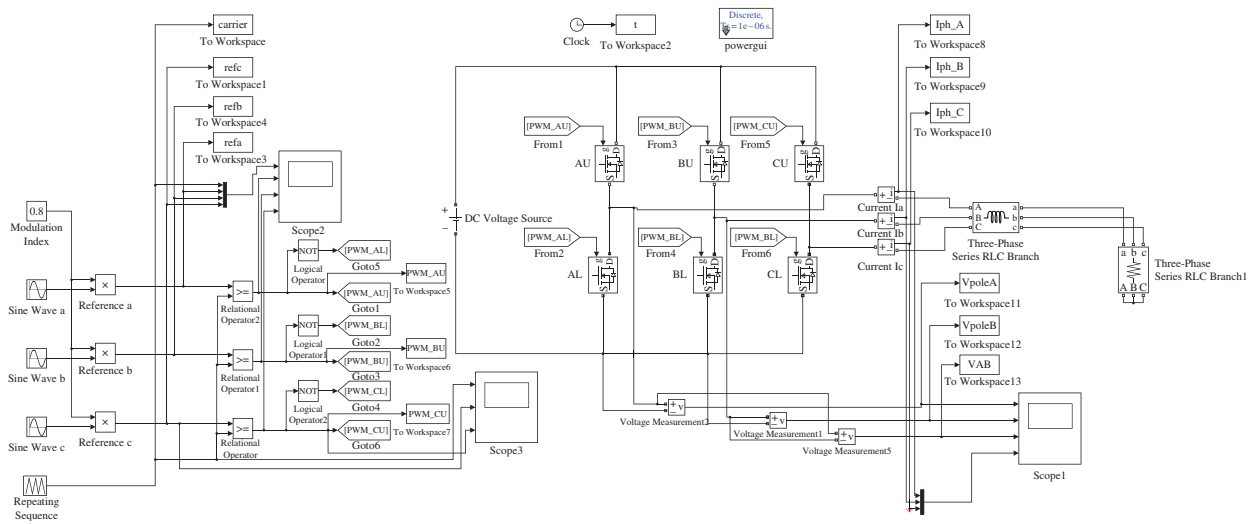 carrier
To Workspace
refc
To Workspace1
refb
To Workspace4
refa
To Workspace3
Scope2
0.8
Modulation
Index
Sine Wave a
×
Reference a
Sine Wave b
×
Reference b
Sine Wave c
×
Reference c
Repeating
Sequence
>=
Relational
Operator2
>=
Relational
Operator1
>=
Relational
Operator
NOT
Logical
Operator
[PWM_AL]
Goto5
PWM_AU
To Workspace5
[PWM_AU]
Goto1
NOT
Logical
Operator1
[PWM_BL]
Goto2
PWM_BU
To Workspace6
[PWM_BU]
Goto3
NOT
Logical
Operator2
[PWM_CL]
Goto4
PWM_CU
To Workspace7
[PWM_CU]
Goto6
Scope3
Clock
t
To Workspace2
Discrete,
Ts=1e-06s.
powergui
+
−
DC Voltage Source
[PWM_AU]
From1
g D
S
AU
[PWM_BU]
From3
g D
S
BU
[PWM_CU]
From5
g D
S
CU
[PWM_AL]
From2
g D
S
AL
[PWM_BL]
From4
g D
S
BL
[PWM_BL]
From6
g D
S
CL
Iph_A
To Workspace8
Iph_B
To Workspace9
Iph_C
To Workspace10
+ i
−
Current Ia
+ i
−
Current Ib
+ i
−
Current Ic
A a
B b
C c
Three-Phase
Series RLC Branch
a b c
A B C
Three-Phase
Series RLC Branch1
VpoleA
To Workspace11
VpoleB
To Workspace12
VAB
To Workspace13
+ v
−
Voltage Measurement2
+ v
−
Voltage Measurement1
+ v
−
Voltage Measurement5
Scope1